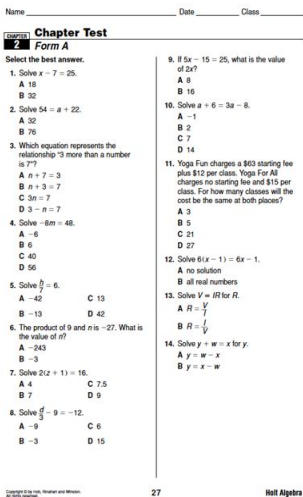 Name Date Class
CHAPTER
2
Chapter Test
Form A
Select the best answer.
1. Solve x − 7 = 25.
A 18
B 32
2. Solve 54 = a + 22.
A 32
B 76
3. Which equation represents the
relationship "3 more than a number
is 7"?
A n + 7 = 3
B n + 3 = 7
C 3n = 7
D 3 − n = 7
4. Solve −8m = 48.
A −6
B 6
C 40
D 56
5. Solve h/7 = 6.
A −42 C 13
B −13 D 42
6. The product of 9 and n is −27. What is
the value of n?
A −243
B −3
7. Solve 2(z + 1) = 16.
A 4 C 7.5
B 7 D 9
8. Solve d/3 − 9 = −12.
A −9 C 6
B −3 D 15
9. If 5x − 15 = 25, what is the value
of 2x?
A 8
B 16
10. Solve a + 6 = 3a − 8.
A −1
B 2
C 7
D 14
11. Yoga Fun charges a $63 starting fee
plus $12 per class. Yoga For All
charges no starting fee and $15 per
class. For how many classes will the
cost be the same at both places?
A 3
B 5
C 21
D 27
12. Solve 6(x − 1) = 6x − 1.
A no solution
B all real numbers
13. Solve V = IR for R.
A R = V/I
B R = I/V
14. Solve y + w = x for y.
A y = w − x
B y = x − w
Copyright © by Holt, Rinehart and Winston.
All rights reserved.
27
Holt Algebra